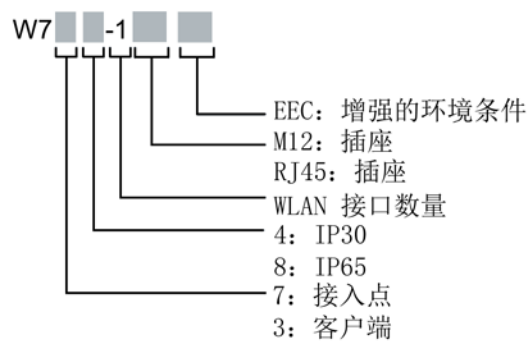 W7 -1
EEC: 增强的环境条件
M12: 插座
RJ45: 插座
WLAN 接口数量
4: IP30
8: IP65
7: 接入点
3: 客户端